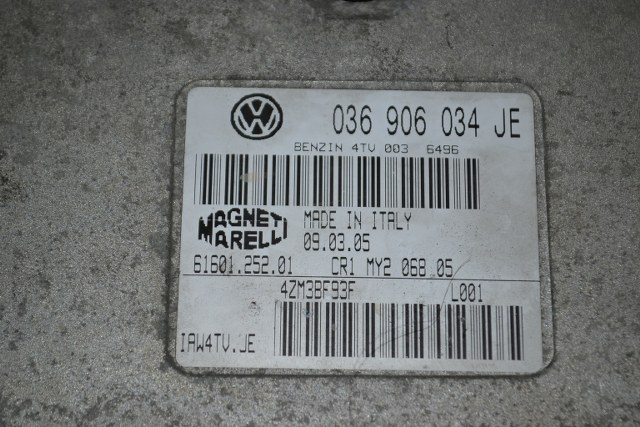 036 906 034 JE
BENZIN 4TV 003 6496
MAGNETI
MARELLI
MADE IN ITALY
09.03.05
61601.252.01 CR1 MY2 068 05
4ZM3BF93F L001
IAW4TV.JE